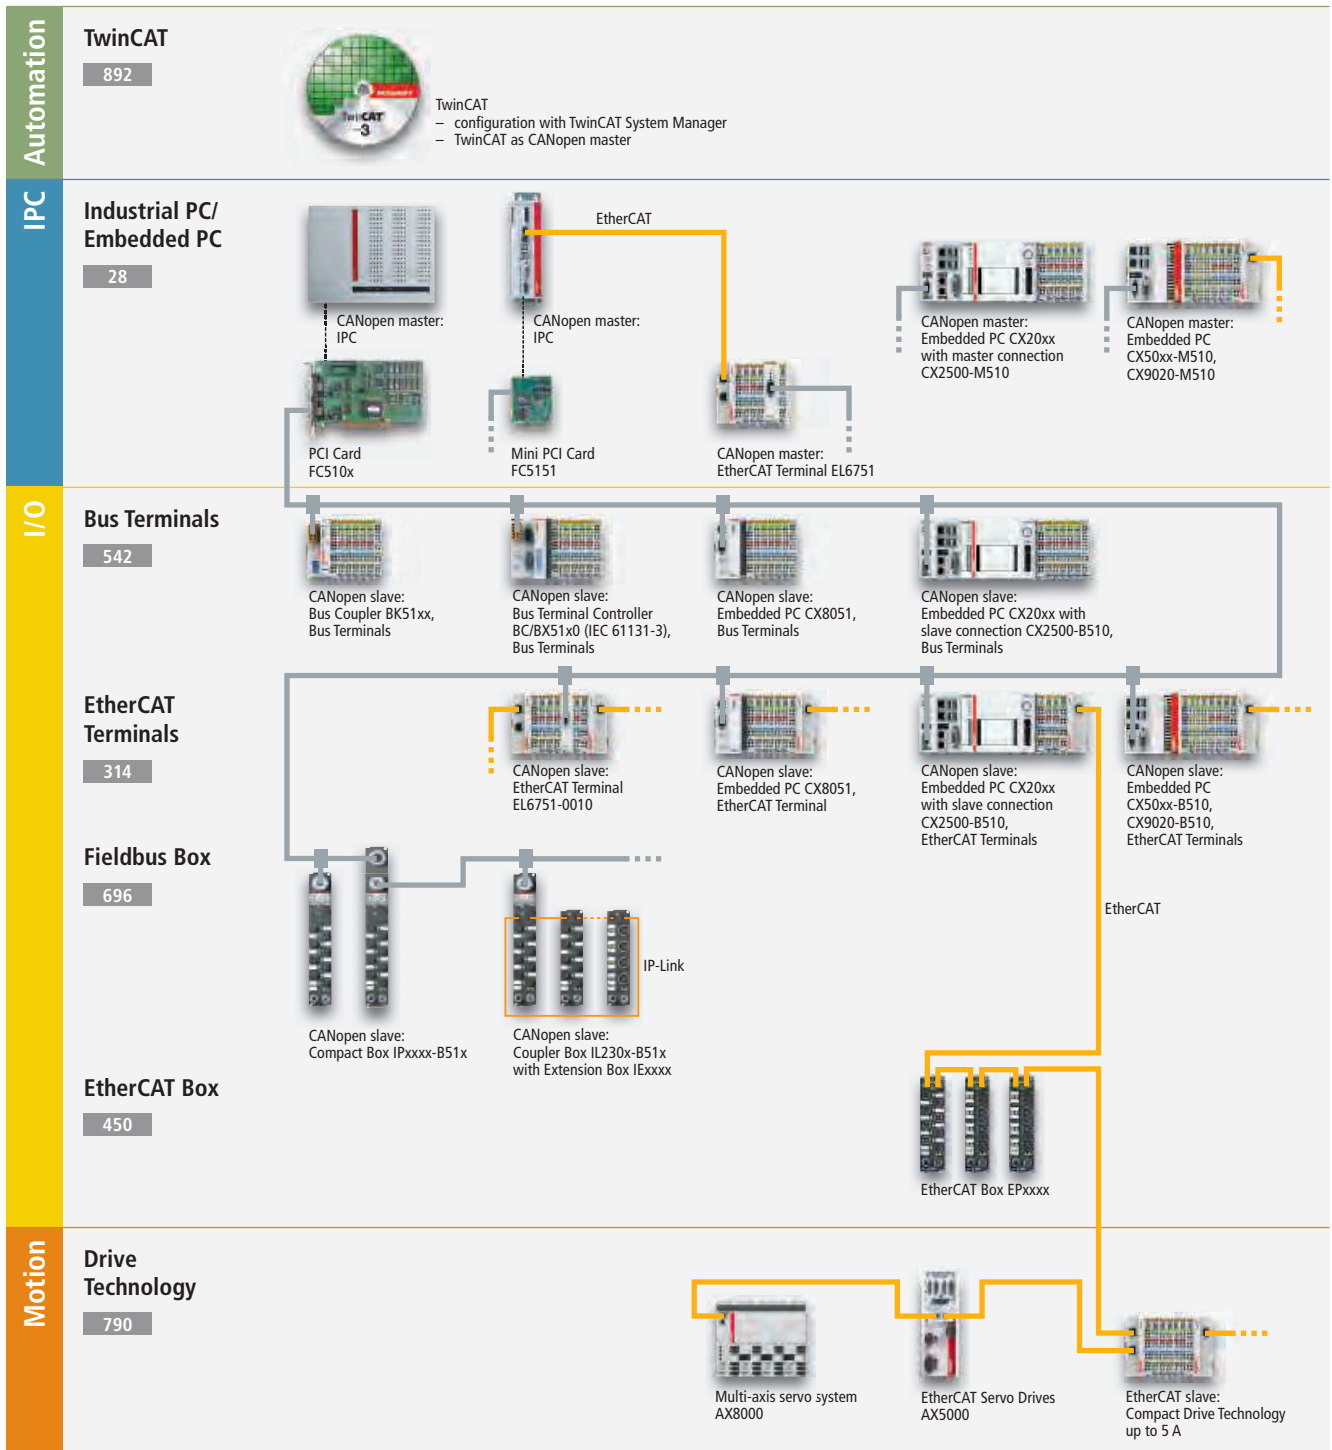 Automation
TwinCAT
892
TwinCAT
3
TwinCAT
– configuration with TwinCAT System Manager
– TwinCAT as CANopen master
IPC
Industrial PC/
Embedded PC
28
EtherCAT
CANopen master:
IPC
CANopen master:
IPC
CANopen master:
Embedded PC CX20xx
with master connection
CX2500-M510
CANopen master:
Embedded PC
CX50xx-M510,
CX9020-M510
PCI Card
FC510x
Mini PCI Card
FC5151
CANopen master:
EtherCAT Terminal EL6751
I/O
Bus Terminals
542
CANopen slave:
Bus Coupler BK51xx,
Bus Terminals
CANopen slave:
Bus Terminal Controller
BC/BX51x0 (IEC 61131-3),
Bus Terminals
CANopen slave:
Embedded PC CX8051,
Bus Terminals
CANopen slave:
Embedded PC CX20xx with
slave connection CX2500-B510,
Bus Terminals
EtherCAT
Terminals
314
CANopen slave:
EtherCAT Terminal
EL6751-0010
CANopen slave:
Embedded PC CX8051,
EtherCAT Terminal
CANopen slave:
Embedded PC CX20xx
with slave connection
CX2500-B510,
EtherCAT Terminals
CANopen slave:
Embedded PC
CX50xx-B510,
CX9020-B510,
EtherCAT Terminals
Fieldbus Box
696
EtherCAT
IP-Link
CANopen slave:
Compact Box IPxxxx-B51x
CANopen slave:
Coupler Box IL230x-B51x
with Extension Box IExxxx
EtherCAT Box
450
EtherCAT Box EPxxxx
Motion
Drive
Technology
790
Multi-axis servo system
AX8000
EtherCAT Servo Drives
AX5000
EtherCAT slave:
Compact Drive Technology
up to 5 A